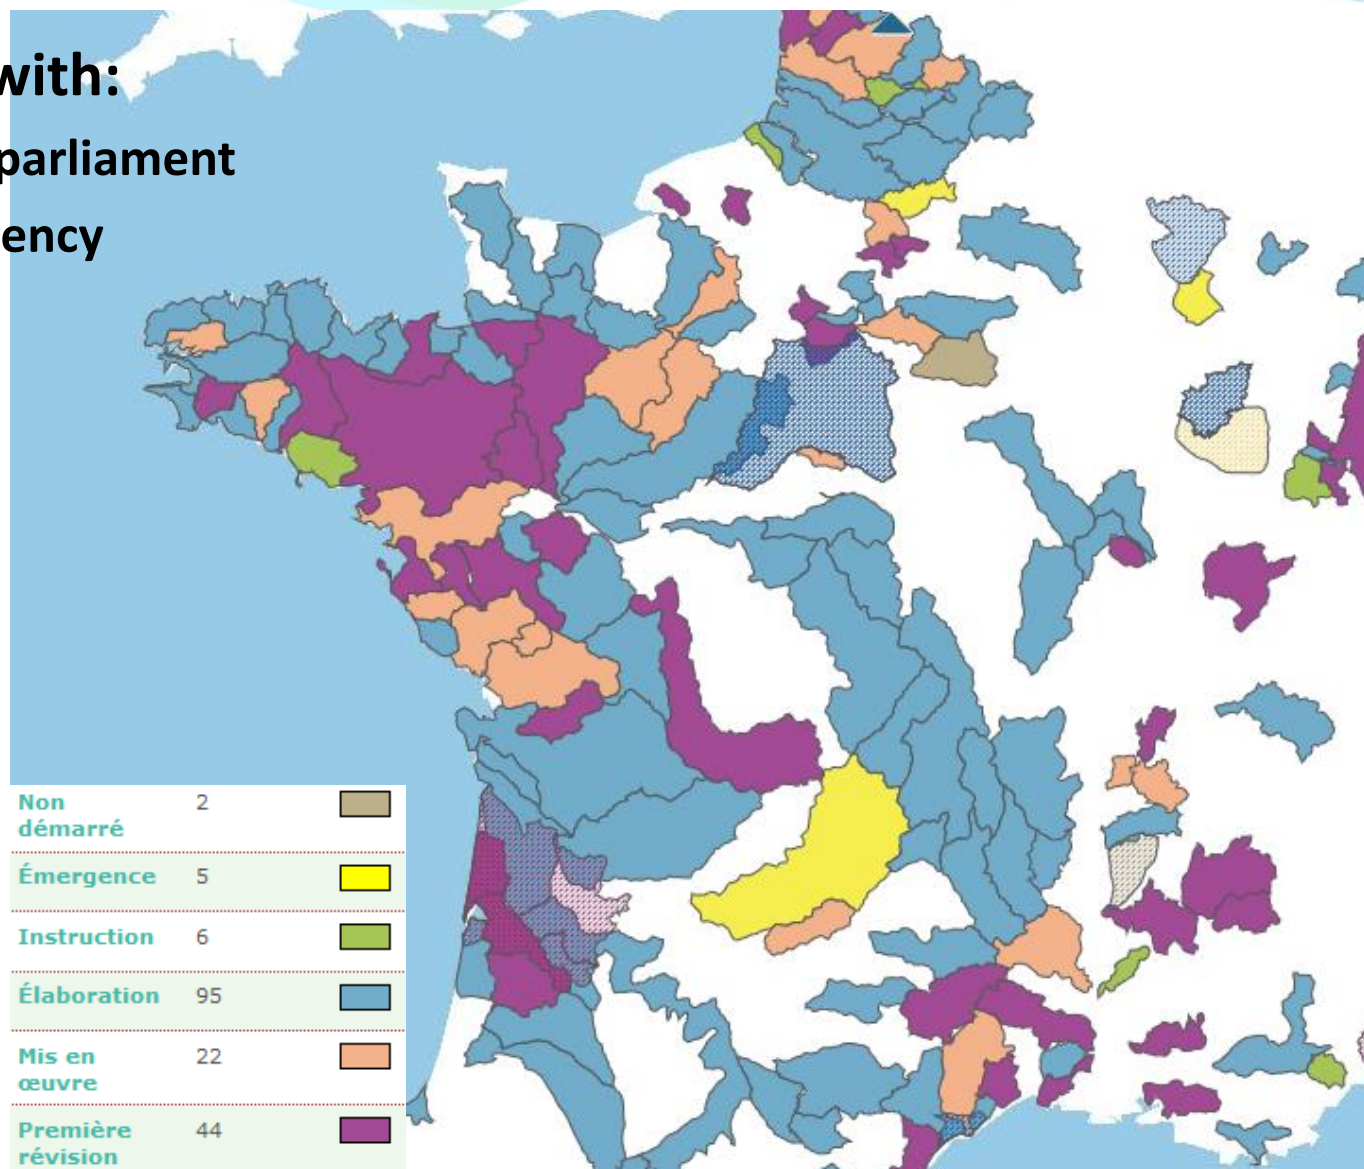 with:
parliament
ency
Non
démarré 2
Émergence 5
Instruction 6
Élaboration 95
Mis en
œuvre 22
Première
révision 44